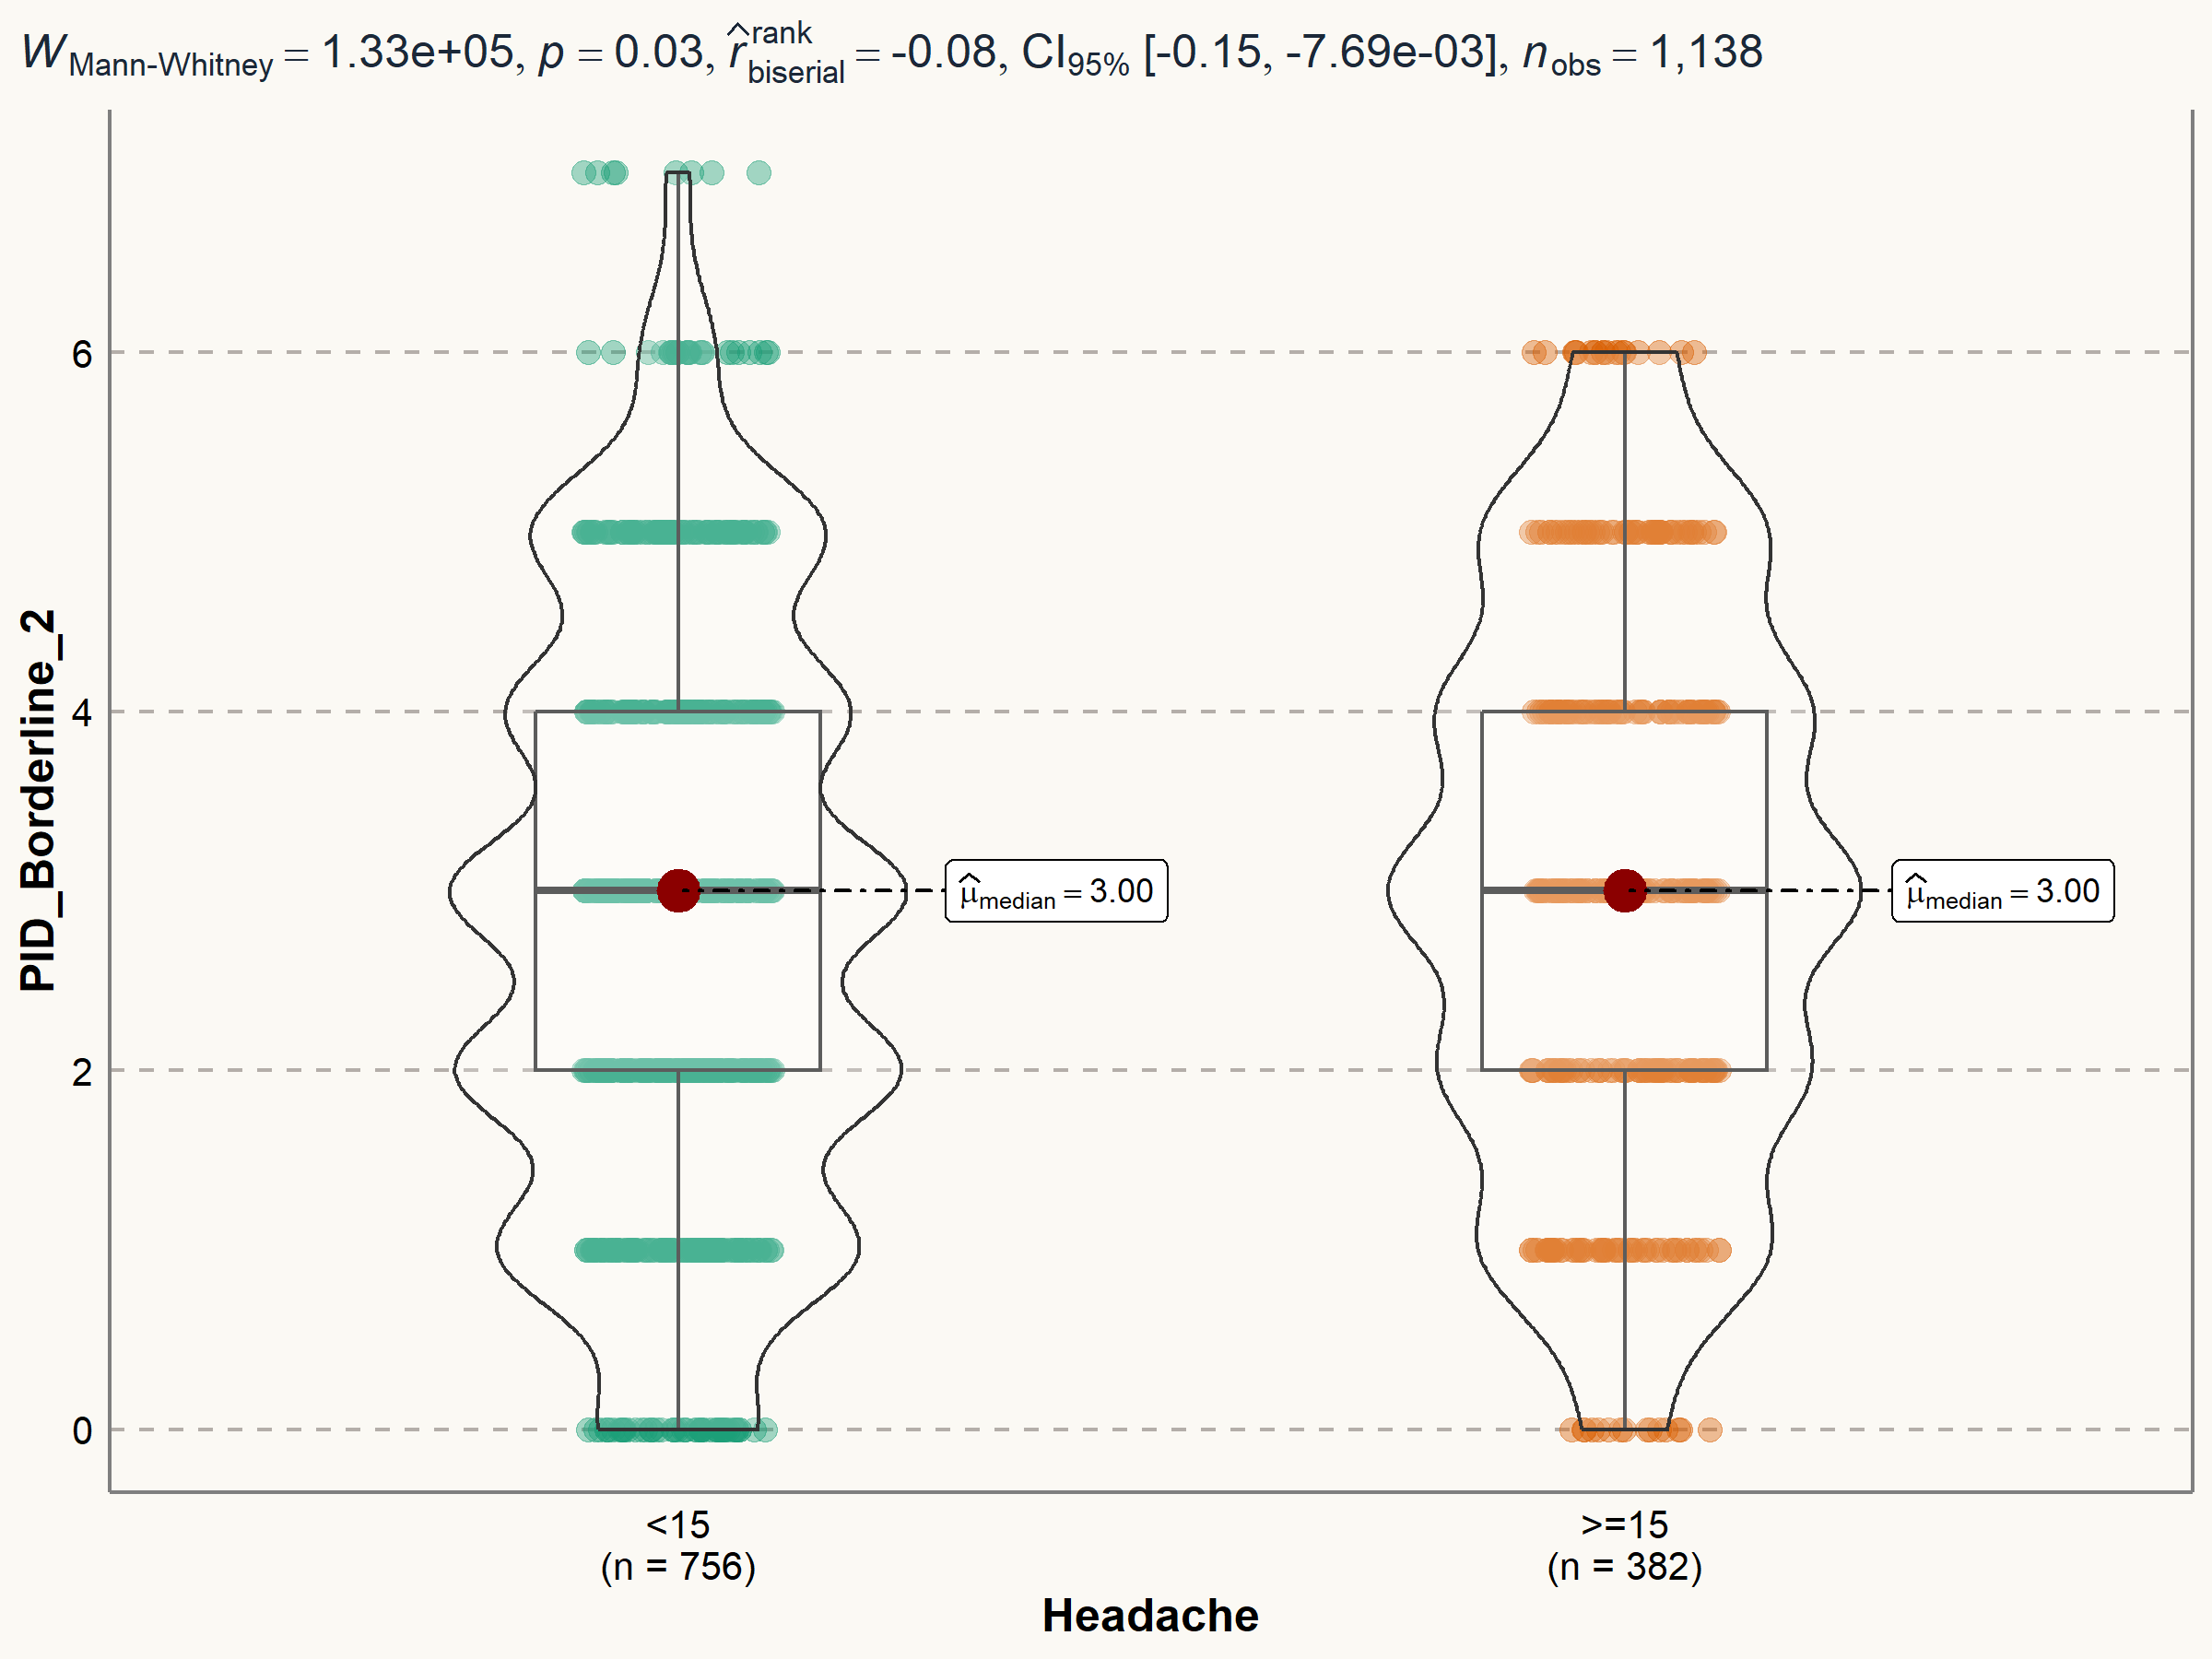 W Mann-Whitney = 1.33e+05, p = 0.03, r̂ rank biserial = -0.08, CI95% [-0.15, -7.69e-03], nobs = 1,138
6
4
2
0
PID_Borderline_2
μ̂median = 3.00
μ̂median = 3.00
<15
(n = 756)
>=15
(n = 382)
Headache